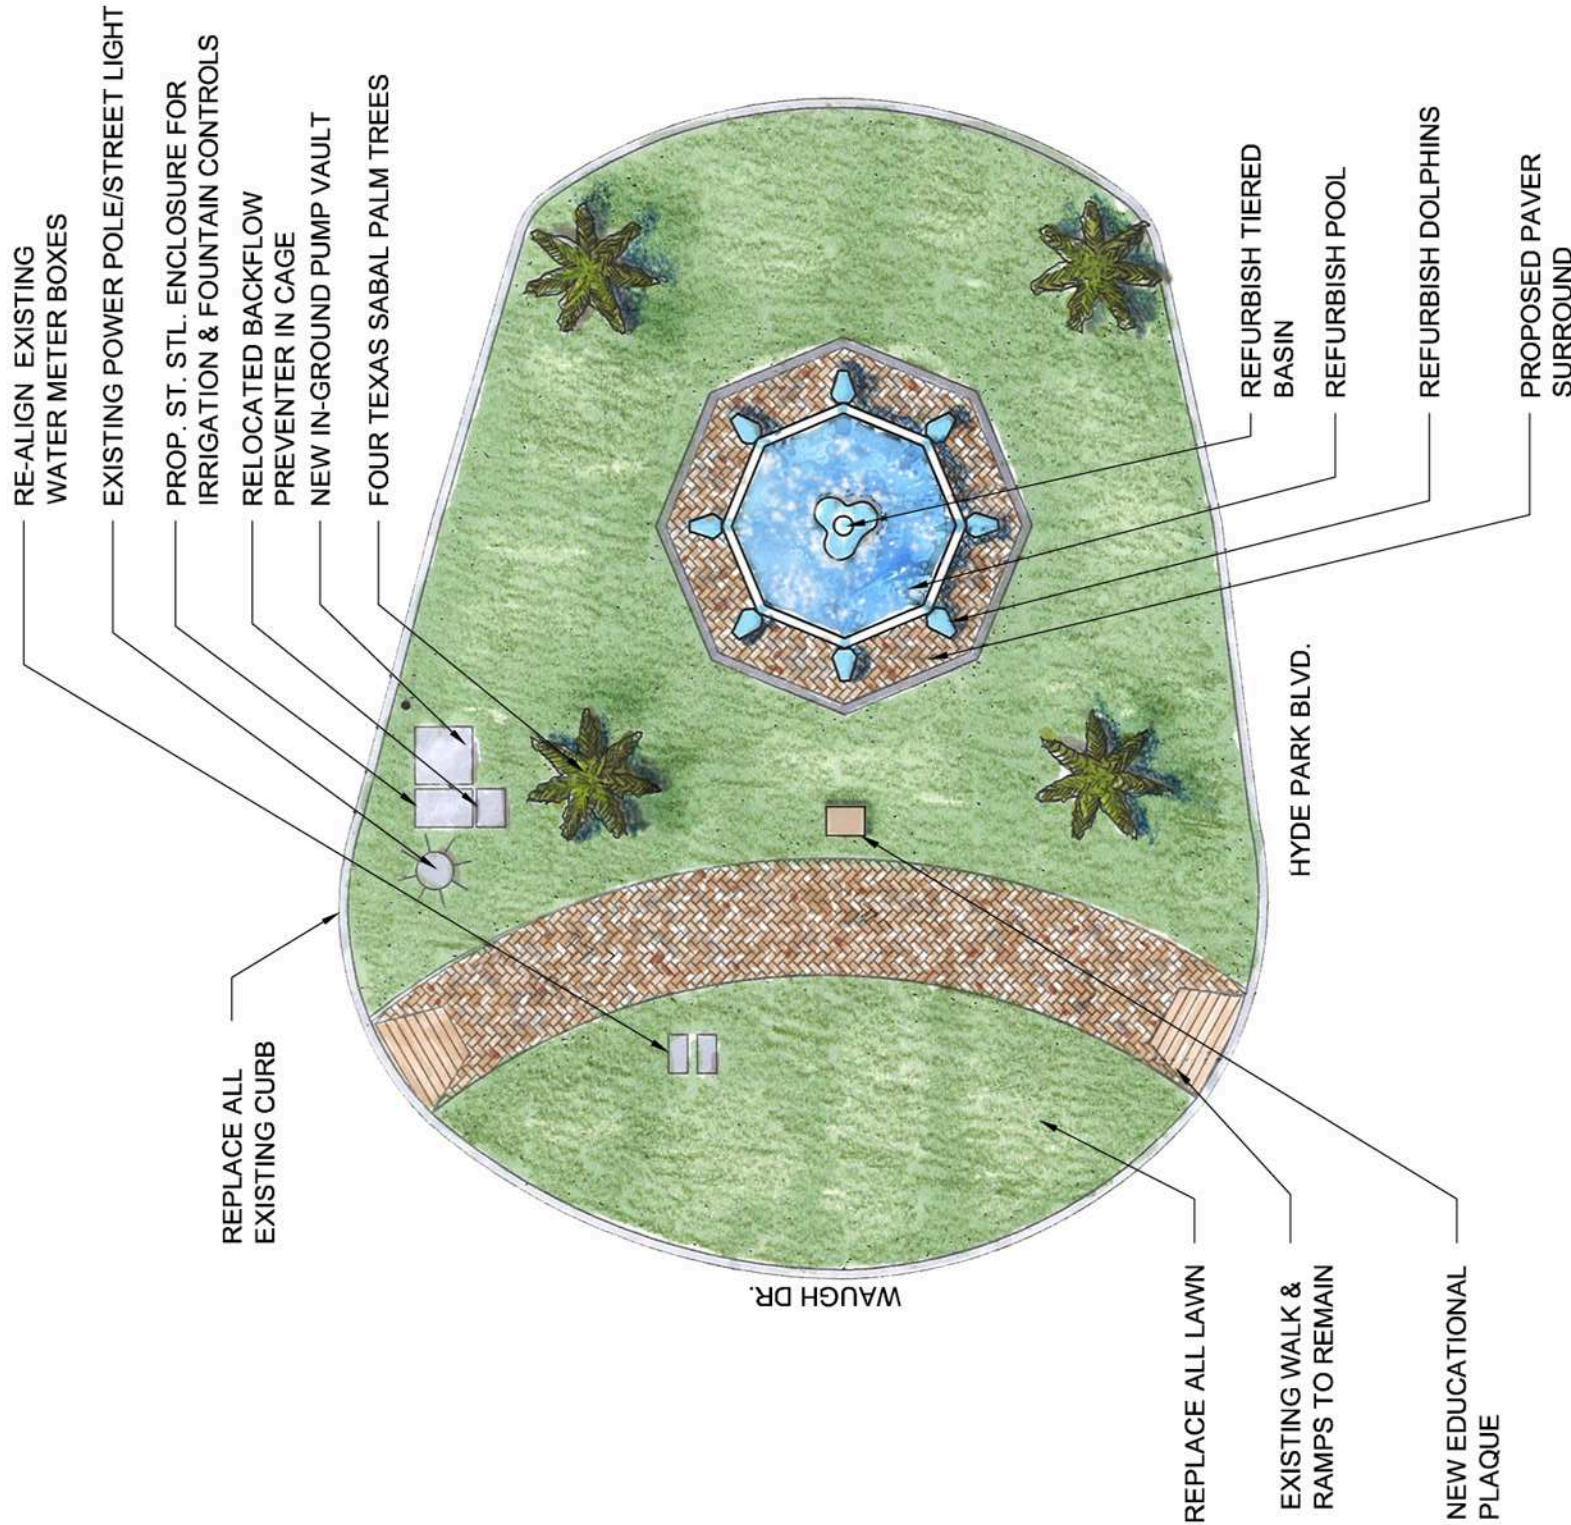 RE-ALIGN EXISTING
WATER METER BOXES
EXISTING POWER POLE/STREET LIGHT
PROP. ST. STL. ENCLOSURE FOR
IRRIGATION & FOUNTAIN CONTROLS
RELOCATED BACKFLOW
PREVENTER IN CAGE
NEW IN-GROUND PUMP VAULT
FOUR TEXAS SABAL PALM TREES
REPLACE ALL
EXISTING CURB
WAUGH DR.
HYDE PARK BLVD.
REFURBISH TIERED
BASIN
REFURBISH POOL
REFURBISH DOLPHINS
PROPOSED PAVER
SURROUND
REPLACE ALL LAWN
EXISTING WALK &
RAMPS TO REMAIN
NEW EDUCATIONAL
PLAQUE